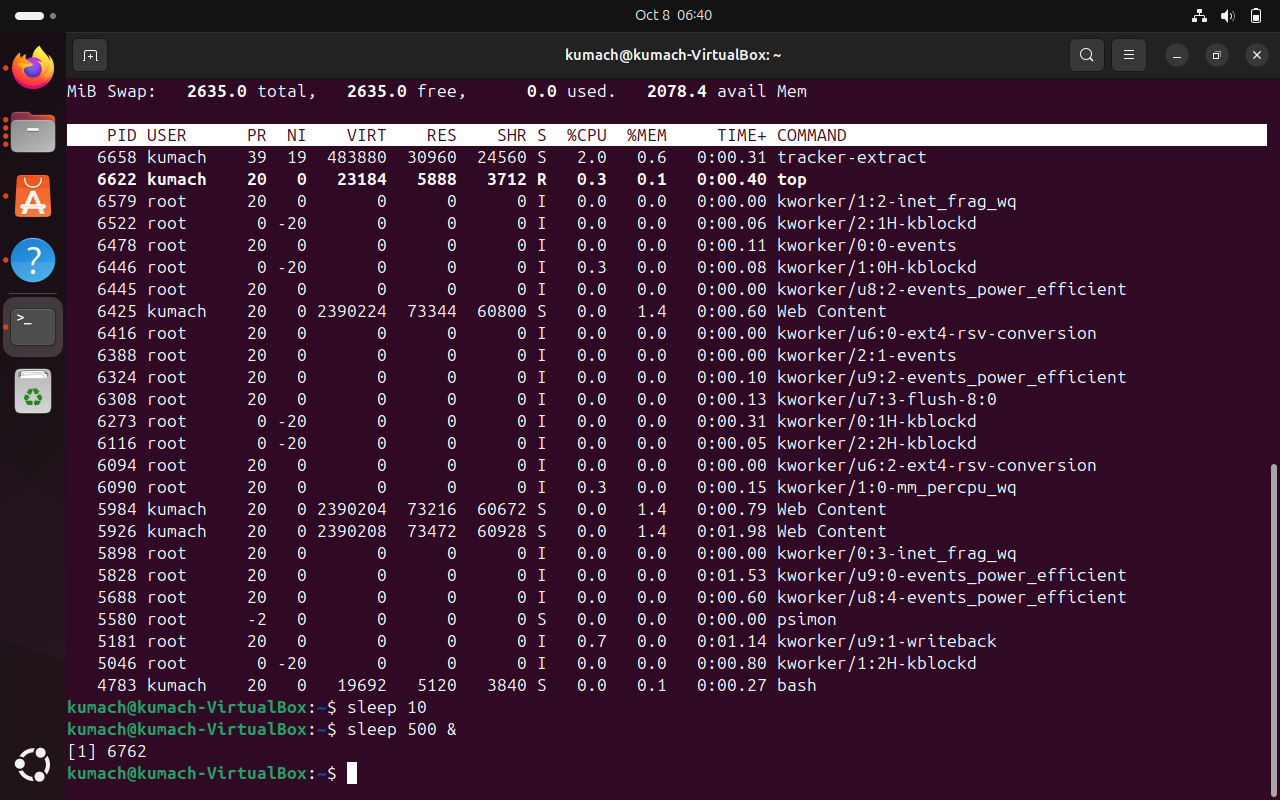 Oct 8 06:40
kumach@kumach-VirtualBox: ~
MiB Swap:   2635.0 total,   2635.0 free,      0.0 used.   2078.4 avail Mem
    PID USER      PR  NI    VIRT    RES    SHR S  %CPU  %MEM     TIME+ COMMAND
   6658 kumach    39  19  483880  30960  24560 S   2.0   0.6   0:00.31 tracker-extract
   6622 kumach    20   0   23184   5888   3712 R   0.3   0.1   0:00.40 top
   6579 root      20   0       0      0      0 I   0.0   0.0   0:00.00 kworker/1:2-inet_frag_wq
   6522 root       0 -20       0      0      0 I   0.0   0.0   0:00.06 kworker/2:1H-kblockd
   6478 root      20   0       0      0      0 I   0.0   0.0   0:00.11 kworker/0:0-events
   6446 root       0 -20       0      0      0 I   0.3   0.0   0:00.08 kworker/1:0H-kblockd
   6445 root      20   0       0      0      0 I   0.0   0.0   0:00.00 kworker/u8:2-events_power_efficient
   6425 kumach    20   0 2390224  73344  60800 S   0.0   1.4   0:00.60 Web Content
   6416 root      20   0       0      0      0 I   0.0   0.0   0:00.00 kworker/u6:0-ext4-rsv-conversion
   6388 root      20   0       0      0      0 I   0.0   0.0   0:00.00 kworker/2:1-events
   6324 root      20   0       0      0      0 I   0.0   0.0   0:00.10 kworker/u9:2-events_power_efficient
   6308 root      20   0       0      0      0 I   0.0   0.0   0:00.13 kworker/u7:3-flush-8:0
   6273 root       0 -20       0      0      0 I   0.0   0.0   0:00.31 kworker/0:1H-kblockd
   6116 root       0 -20       0      0      0 I   0.0   0.0   0:00.05 kworker/2:2H-kblockd
   6094 root      20   0       0      0      0 I   0.0   0.0   0:00.00 kworker/u6:2-ext4-rsv-conversion
   6090 root      20   0       0      0      0 I   0.3   0.0   0:00.15 kworker/1:0-mm_percpu_wq
   5984 kumach    20   0 2390204  73216  60672 S   0.0   1.4   0:00.79 Web Content
   5926 kumach    20   0 2390208  73472  60928 S   0.0   1.4   0:01.98 Web Content
   5898 root      20   0       0      0      0 I   0.0   0.0   0:00.00 kworker/0:3-inet_frag_wq
   5828 root      20   0       0      0      0 I   0.0   0.0   0:01.53 kworker/u9:0-events_power_efficient
   5688 root      20   0       0      0      0 I   0.0   0.0   0:00.60 kworker/u8:4-events_power_efficient
   5580 root      -2   0       0      0      0 S   0.0   0.0   0:00.00 psimon
   5181 root      20   0       0      0      0 I   0.7   0.0   0:01.14 kworker/u9:1-writeback
   5046 root       0 -20       0      0      0 I   0.0   0.0   0:00.80 kworker/1:2H-kblockd
   4783 kumach    20   0   19692   5120   3840 S   0.0   0.1   0:00.27 bash
kumach@kumach-VirtualBox:~$ sleep 10
kumach@kumach-VirtualBox:~$ sleep 500 &
[1] 6762
kumach@kumach-VirtualBox:~$